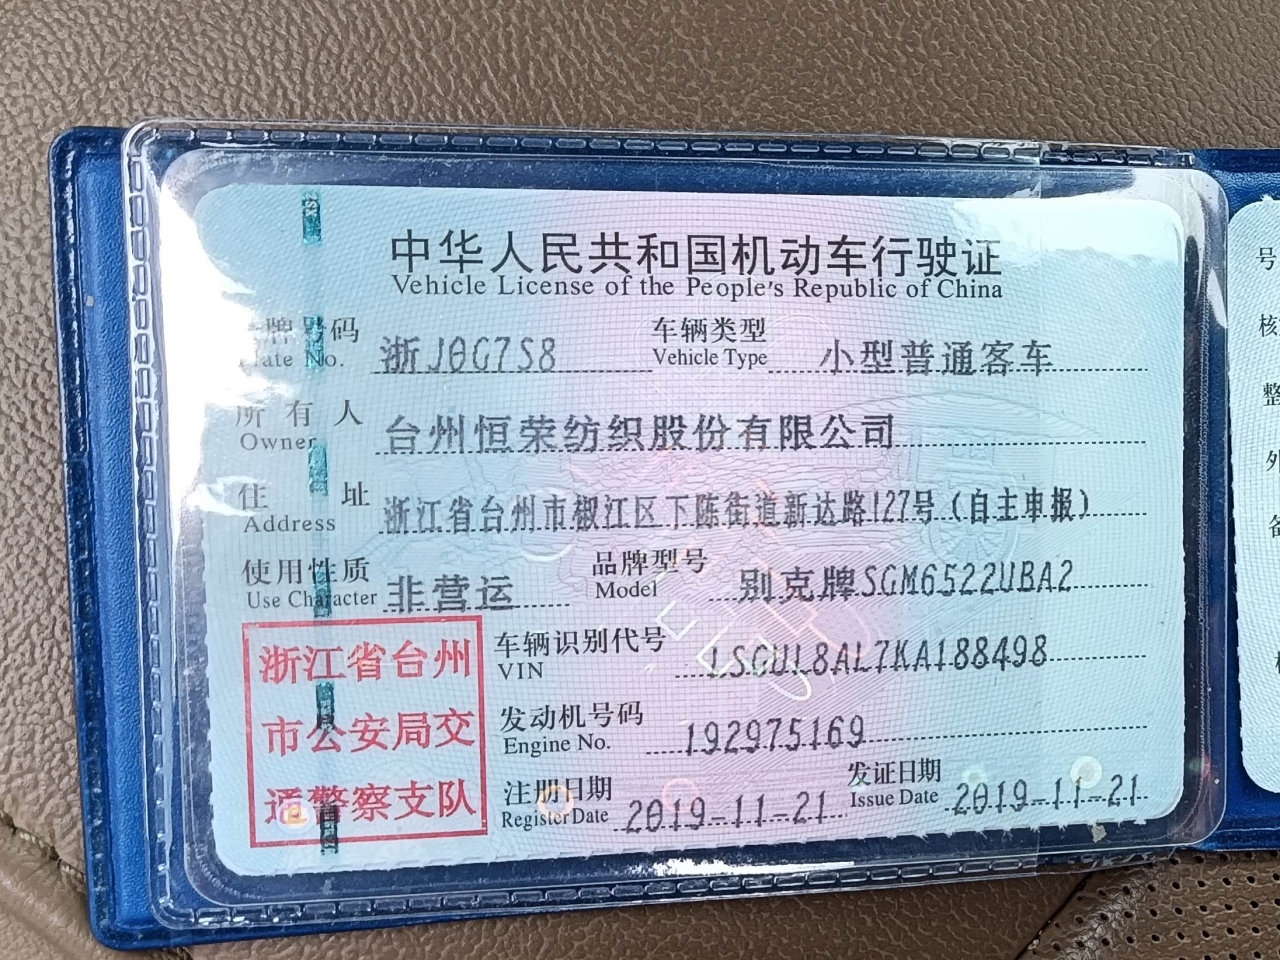 中华人民共和国机动车行驶证
Vehicle License of the People's Republic of China
牌号码 浙J0G7S8 车辆类型 小型普通客车
No. Vehicle Type
所有人 台州恒荣纺织股份有限公司
Owner
住址 浙江省台州市椒江区下陈街道新达路127号（自主申报）
Address
使用性质 非营运 品牌型号 别克牌SGM6522UBA2
Use Character Model
浙江省台州
市公安局交
通警察支队
车辆识别代号 LSGUL8AL7KA188498
VIN
发动机号码 192975169
Engine No.
注册日期 2019-11-21 发证日期 2019-11-21
Register Date Issue Date
号
核
整
外